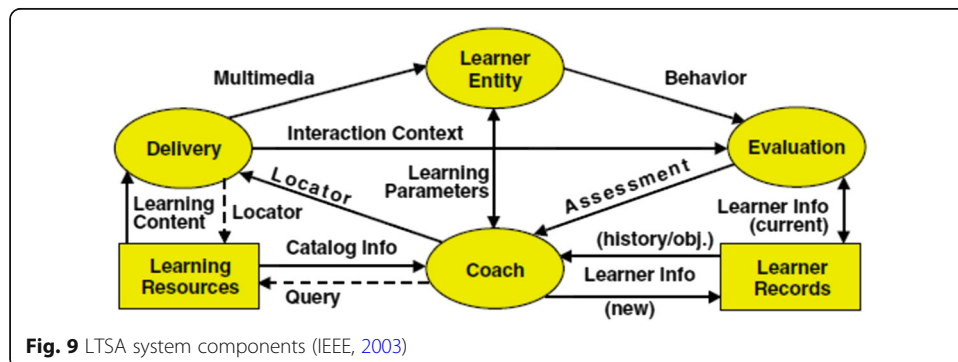 Learner
Entity
Multimedia
Behavior
Interaction Context
Delivery
Evaluation
Learning
Parameters
Locator
Assessment
Learning
Content
Locator
Learner Info
(current)
Catalog Info
(history/obj.)
Learning
Resources
Coach
Learner Info
Learner
Records
Query
(new)
Fig. 9 LTSA system components (IEEE, 2003)